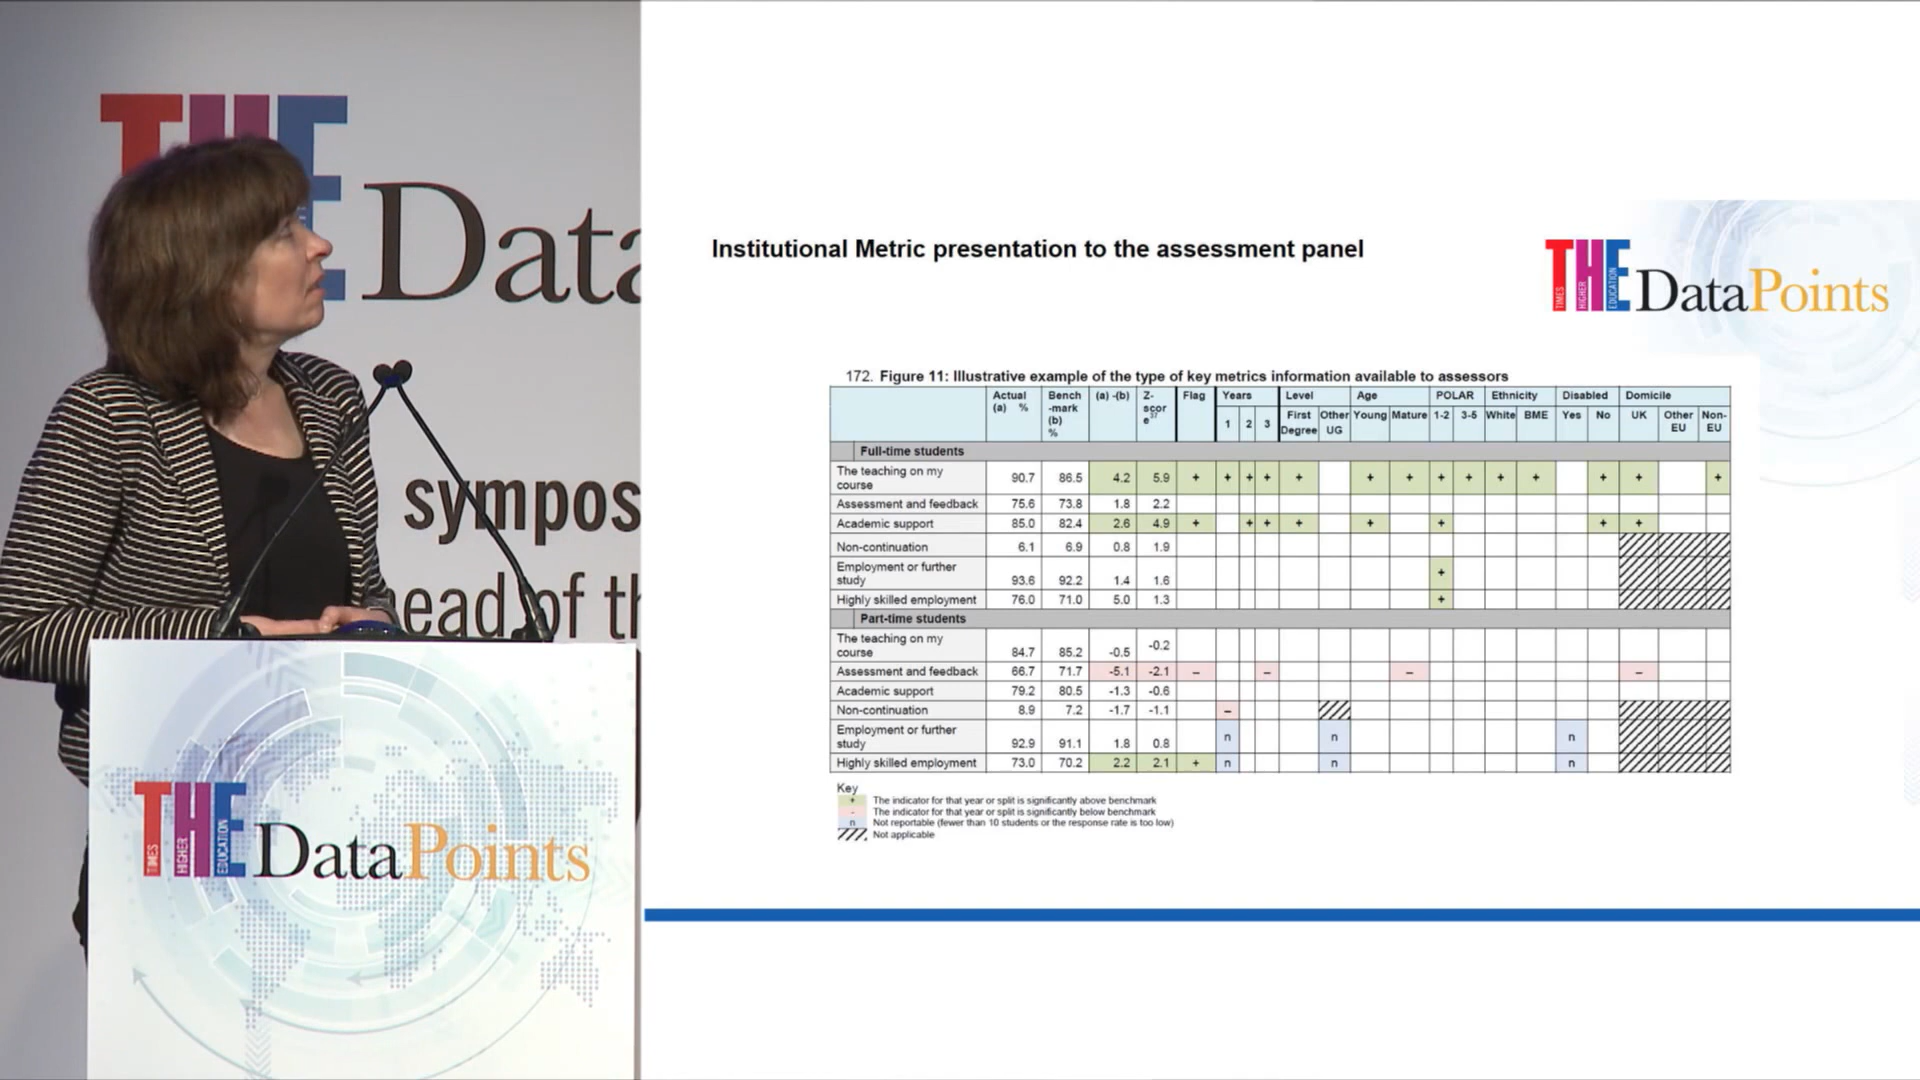 THE
Data
sympos
ead of th
TIMES HIGHER EDUCATION
THE DataPoints
Institutional Metric presentation to the assessment panel
TIMES HIGHER EDUCATION
THE DataPoints
172. Figure 11: Illustrative example of the type of key metrics information available to assessors
Actual (a) % Bench-mark (b) % (a) -(b) Z-score37 Flag Years Level Age POLAR Ethnicity Disabled Domicile
1 2 3 First Degree Other UG Young Mature 1-2 3-5 White BME Yes No UK Other EU Non-EU
Full-time students
The teaching on my course 90.7 86.5 4.2 5.9 + + + + + + + + + + + + + +
Assessment and feedback 75.6 73.8 1.8 2.2
Academic support 85.0 82.4 2.6 4.9 + + + + + + + +
Non-continuation 6.1 6.9 0.8 1.9
Employment or further study 93.6 92.2 1.4 1.6 +
Highly skilled employment 76.0 71.0 5.0 1.3 +
Part-time students
The teaching on my course 84.7 85.2 -0.5 -0.2
Assessment and feedback 66.7 71.7 -5.1 -2.1 – – – –
Academic support 79.2 80.5 -1.3 -0.6
Non-continuation 8.9 7.2 -1.7 -1.1 –
Employment or further study 92.9 91.1 1.8 0.8 n n n
Highly skilled employment 73.0 70.2 2.2 2.1 + n n n
Key
+ The indicator for that year or split is significantly above benchmark
– The indicator for that year or split is significantly below benchmark
n Not reportable (fewer than 10 students or the response rate is too low)
Not applicable